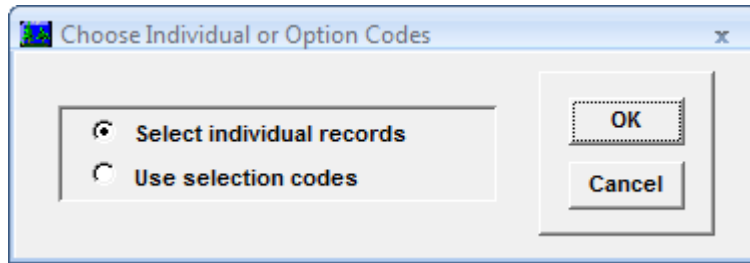 Choose Individual or Option Codes
x
Select individual records
Use selection codes
OK
Cancel